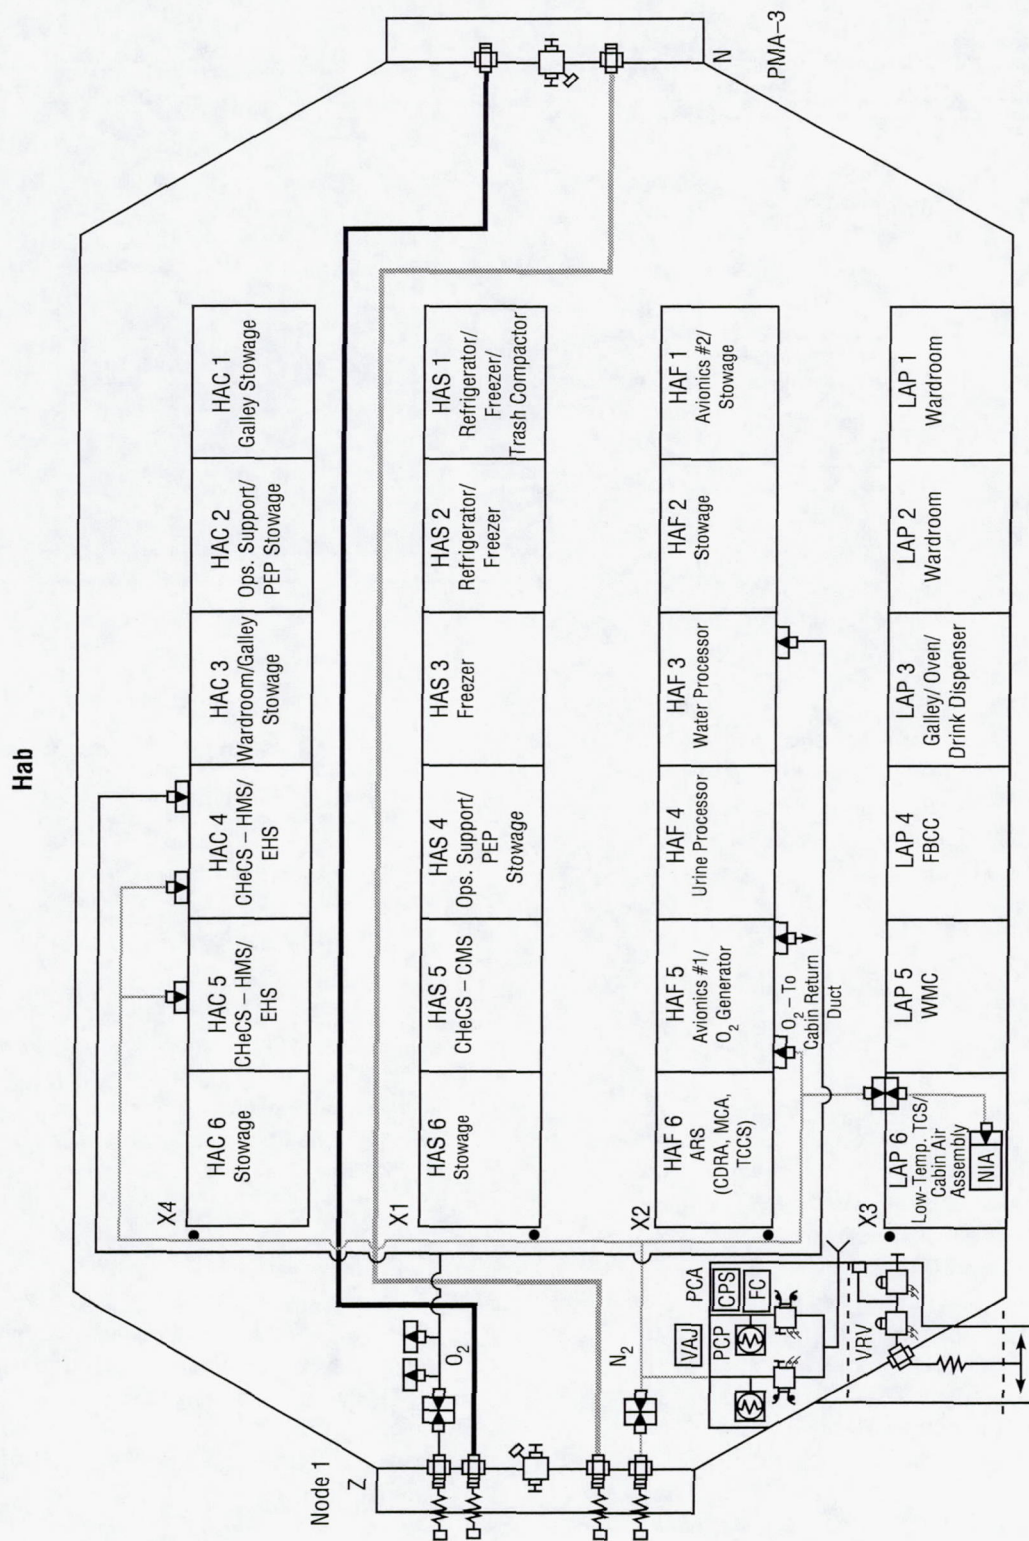 Hab
Node 1
Z
N
PMA–3
X4
HAC 6
Stowage
HAC 5
CHeCS – HMS/
EHS
HAC 4
CHeCS – HMS/
EHS
HAC 3
Wardroom/Galley
Stowage
HAC 2
Ops. Support/
PEP Stowage
HAC 1
Galley Stowage
X1
HAS 6
Stowage
HAS 5
CHeCS – CMS
HAS 4
Ops. Support/
PEP
Stowage
HAS 3
Freezer
HAS 2
Refrigerator/
Freezer
HAS 1
Refrigerator/
Freezer/
Trash Compactor
O2
N2
X2
HAF 6
ARS
(CDRA, MCA,
TCCS)
HAF 5
Avionics #1/
O2 Generator
HAF 4
Urine Processor
HAF 3
Water Processor
HAF 2
Stowage
HAF 1
Avionics #2/
Stowage
O2 – To
Cabin Return
Duct
VAJ
PCA
PCP
CPS
FC
VRV
X3
LAP 6
Low-Temp. TCS/
Cabin Air
Assembly
NIA
LAP 5
WMC
LAP 4
FBCC
LAP 3
Galley/ Oven/
Drink Dispenser
LAP 2
Wardroom
LAP 1
Wardroom